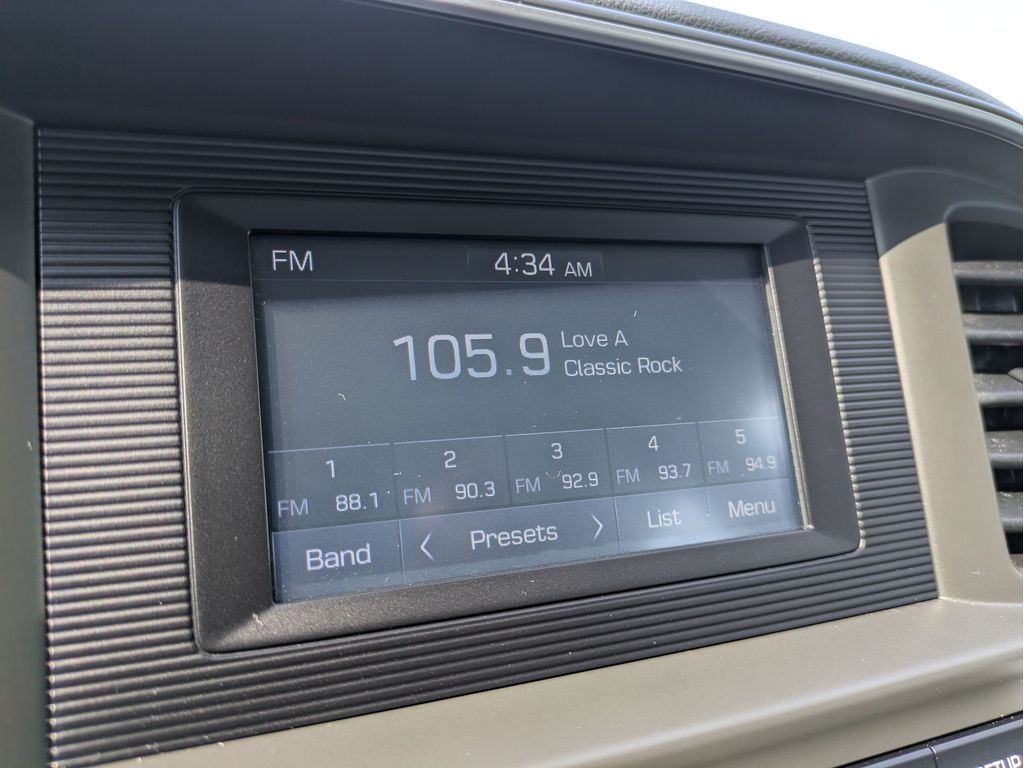 FM 4:34 AM
105.9 Love A
Classic Rock
1 2 3 4 5
FM 88.1 FM 90.3 FM 92.9 FM 93.7 FM 94.9
Band < Presets > List Menu
SETUP